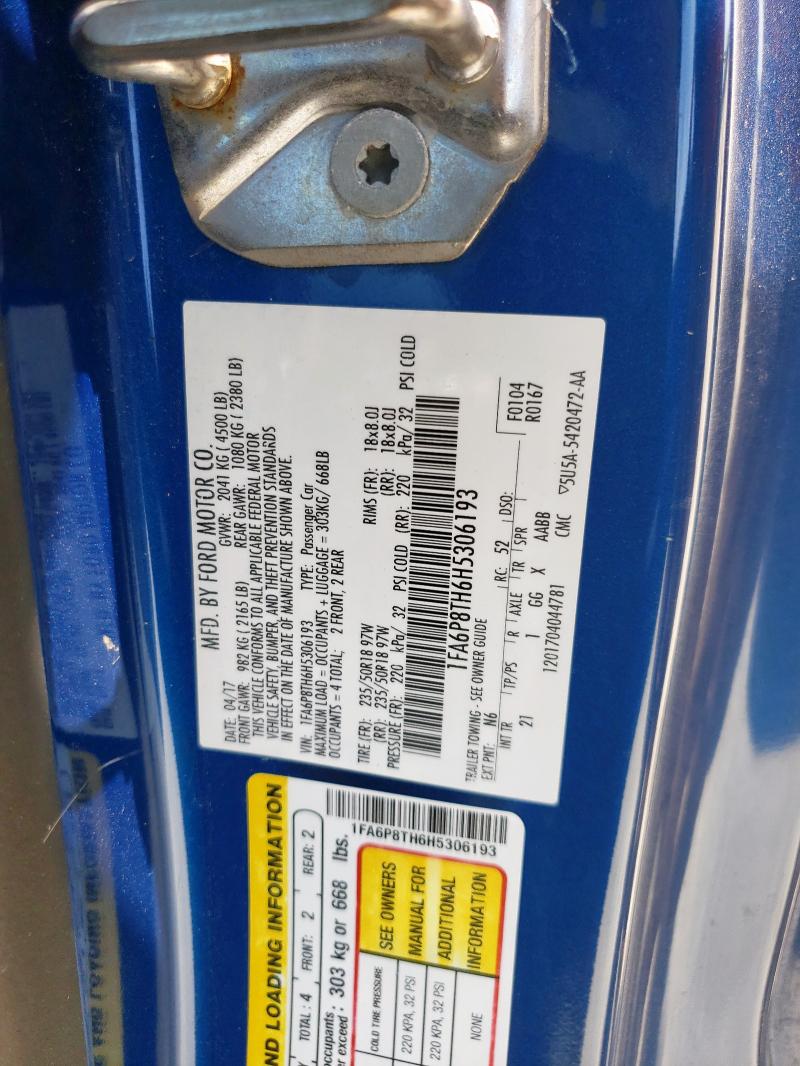 MFD. BY FORD MOTOR CO.
DATE: 04/17 GVWR: 2041 KG ( 4500 LB)
FRONT GAWR: 982 KG ( 2165 LB) REAR GAWR: 1080 KG ( 2380 LB)
THIS VEHICLE CONFORMS TO ALL APPLICABLE FEDERAL MOTOR
VEHICLE SAFETY, BUMPER, AND THEFT PREVENTION STANDARDS
IN EFFECT ON THE DATE OF MANUFACTURE SHOWN ABOVE.
VIN: 1FA6P8TH6H5306193 TYPE: Passenger Car
MAXIMUM LOAD = OCCUPANTS + LUGGAGE = 303KG/ 668LB
OCCUPANTS = 4 TOTAL; 2 FRONT, 2 REAR
TIRE (FR): 235/50R18 97W RIMS (FR): 18x8.0J
(RR): 235/50R18 97W (RR): 18x8.0J
PRESSURE (FR): 220 kPa/ 32 PSI COLD (RR): 220 kPa/ 32 PSI COLD
1FA6P8TH6H5306193
TRAILER TOWING - SEE OWNER GUIDE
EXT PNT: N6 RC: 52 DSO: F0104
R0167
INT TR TP/PS R AXLE TR SPR
21 1 GG X AABB
1201704044781 CMC ▽5U5A-5420472-AA
ND LOADING INFORMATION
TOTAL : 4 FRONT: 2 REAR: 2
occupants
er exceed : 303 kg or 668 lbs.
1FA6P8TH6H5306193
COLD TIRE PRESSURE
220 KPA, 32 PSI
220 KPA, 32 PSI
NONE
SEE OWNERS
MANUAL FOR
ADDITIONAL
INFORMATION